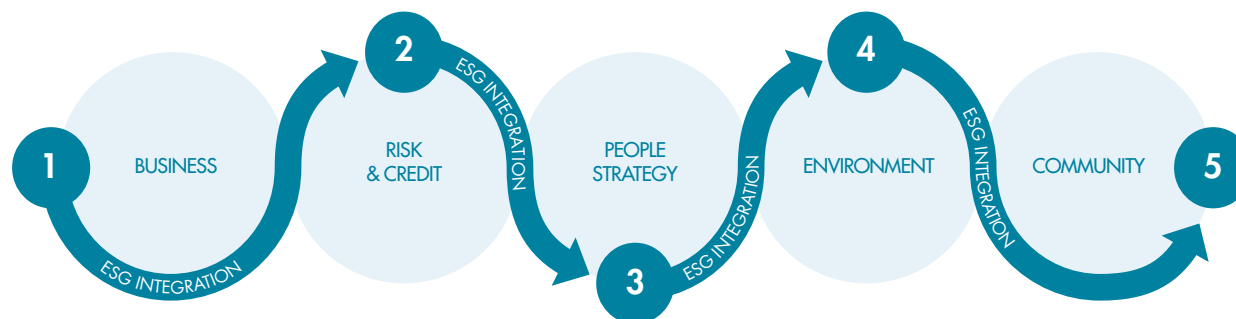 1
BUSINESS
ESG INTEGRATION
2
RISK
& CREDIT
ESG INTEGRATION
3
PEOPLE
STRATEGY
ESG INTEGRATION
4
ENVIRONMENT
ESG INTEGRATION
COMMUNITY
5